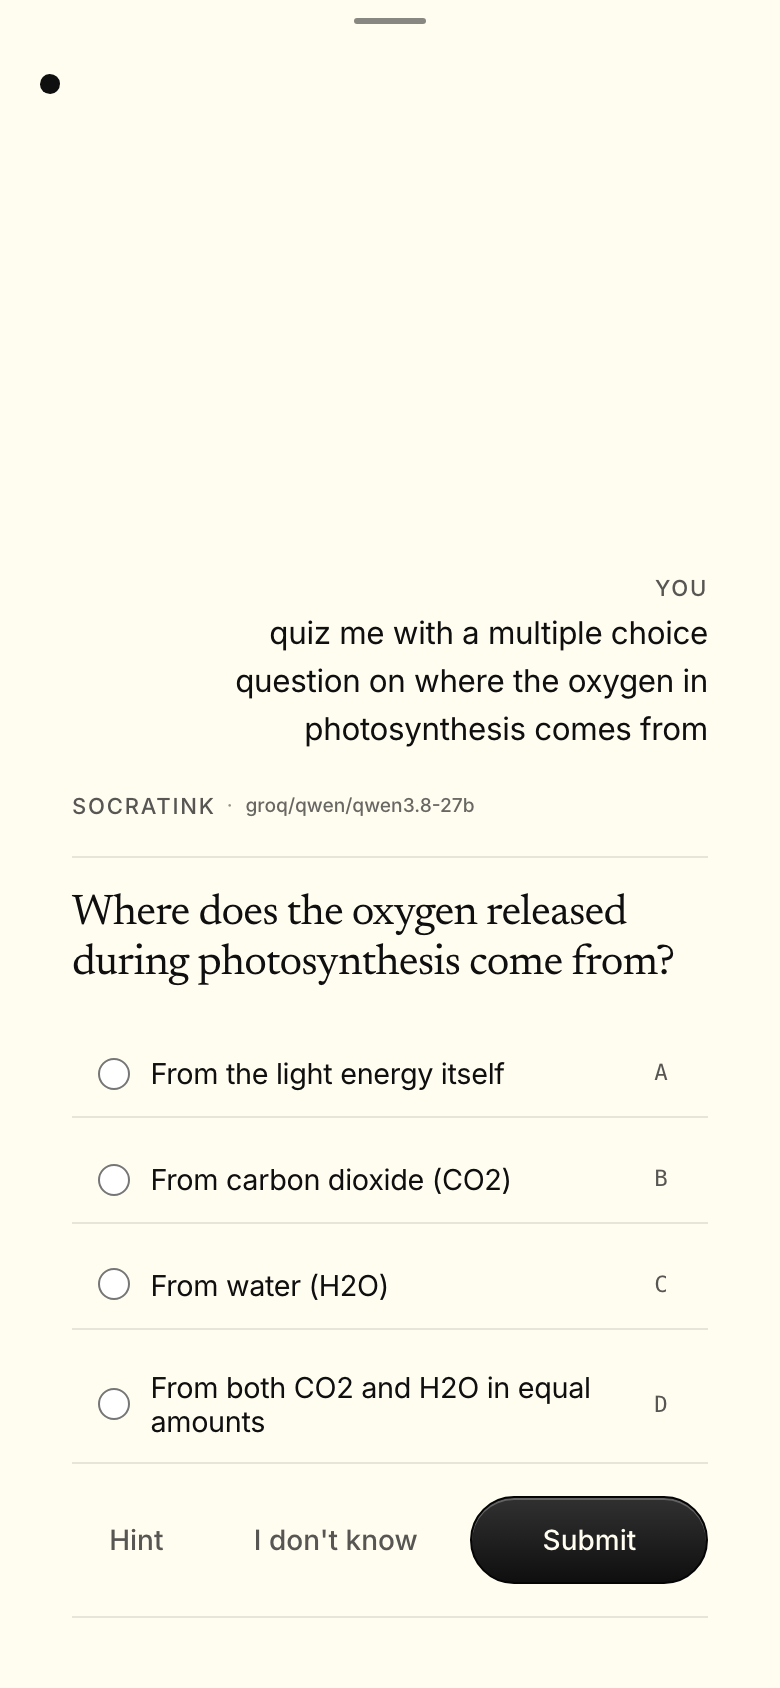 YOU
quiz me with a multiple choice
question on where the oxygen in
photosynthesis comes from
SOCRATINK · groq/qwen/qwen3.8-27b
Where does the oxygen released
during photosynthesis come from?
From the light energy itself A
From carbon dioxide (CO2) B
From water (H2O) C
From both CO2 and H2O in equal
amounts D
Hint I don't know Submit